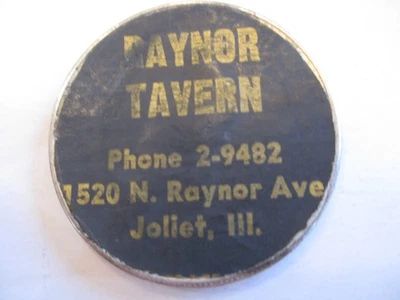 RAYNOR
TAVERN
Phone 2-9482
1520 N. Raynor Ave
Joliet, Ill.